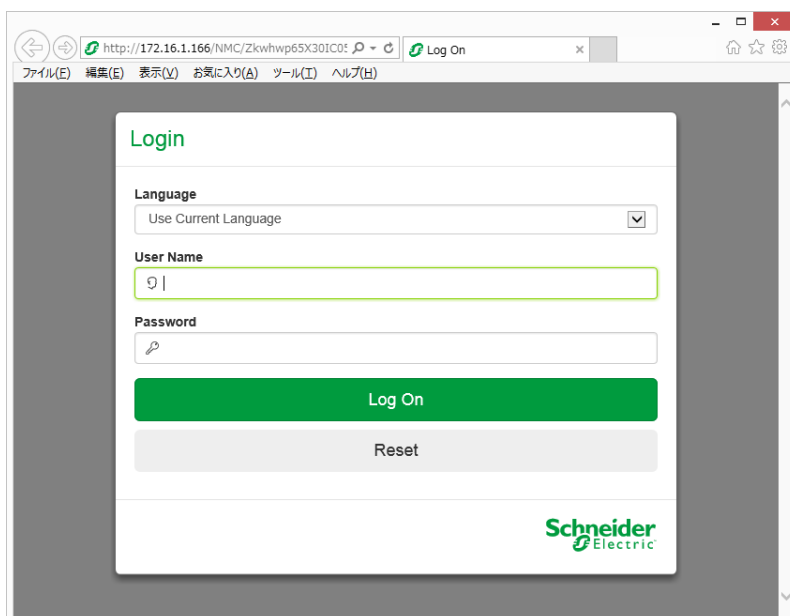 http://172.16.1.166/NMC/Zkwhwp65X30IC05
Log On
ファイル(F) 編集(E) 表示(V) お気に入り(A) ツール(T) ヘルプ(H)
Login
Language
Use Current Language
User Name
Password
Log On
Reset
Schneider
Electric